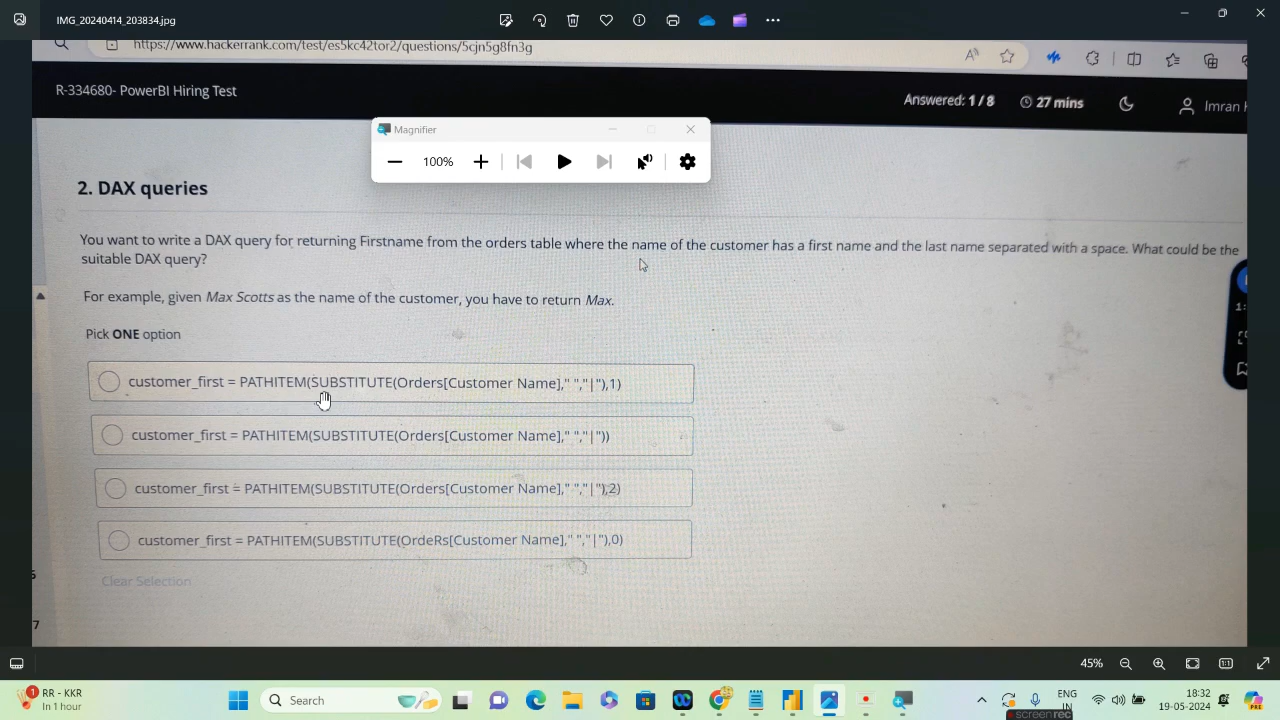 IMG_20240414_203834.jpg
https://www.hackerrank.com/test/es5kc42tor2/questions/5cjn5g8fn3g
R-334680- PowerBI Hiring Test
Answered: 1 / 8
27 mins
Imran
Magnifier
100%
2. DAX queries
You want to write a DAX query for returning Firstname from the orders table where the name of the customer has a first name and the last name separated with a space. What could be the
suitable DAX query?
For example, given Max Scotts as the name of the customer, you have to return Max.
Pick ONE option
customer_first = PATHITEM(SUBSTITUTE(Orders[Customer Name]," ","|"),1)
customer_first = PATHITEM(SUBSTITUTE(Orders[Customer Name]," ","|"))
customer_first = PATHITEM(SUBSTITUTE(Orders[Customer Name]," ","|"),2)
customer_first = PATHITEM(SUBSTITUTE(OrdeRs[Customer Name]," ","|"),0)
Clear Selection
7
45%
1
RR - KKR
In 1 hour
Search
ENG
IN
18:32
19-05-2024
PRE
screenrec